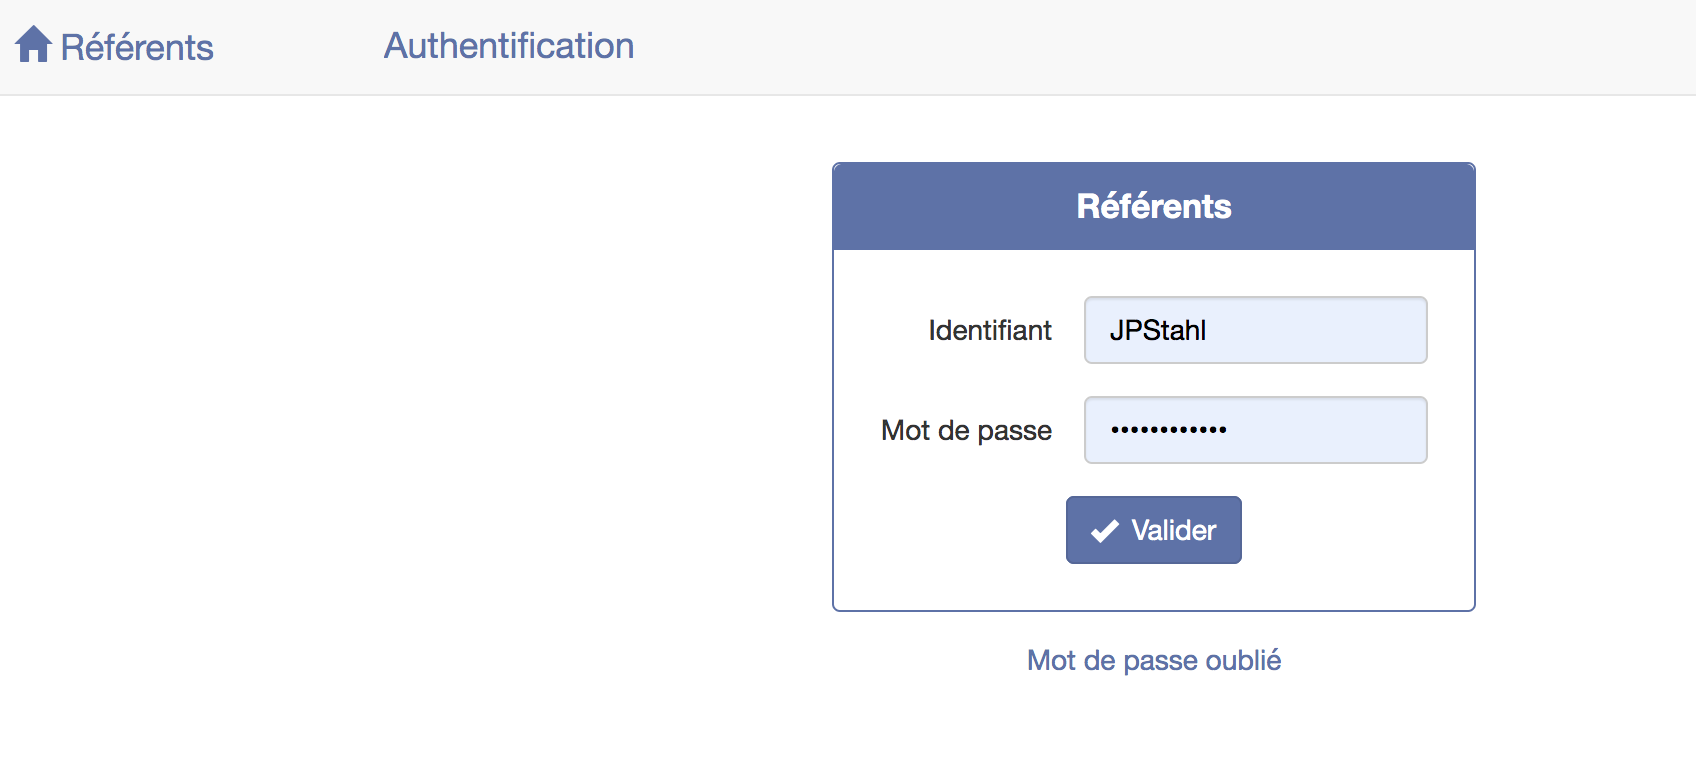 Référents
Authentification
Référents
Identifiant
JPStahl
Mot de passe
••••••••••••
Valider
Mot de passe oublié